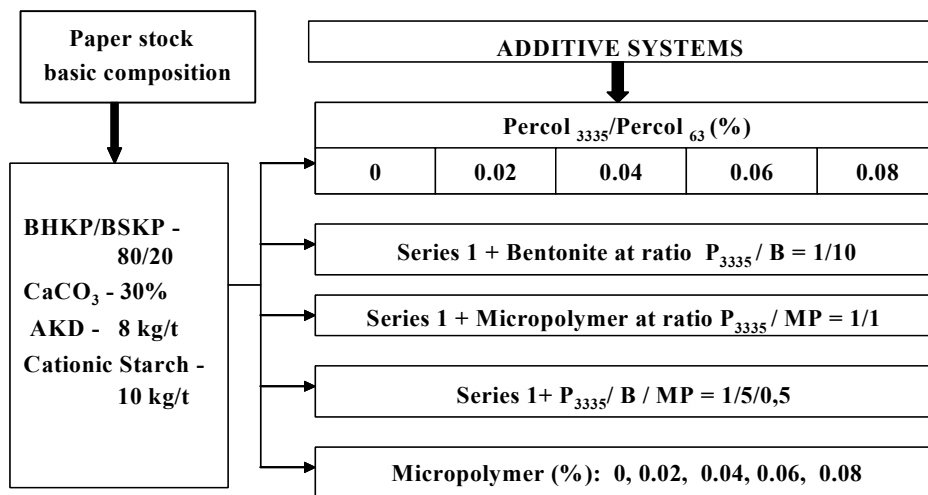 Paper stock
basic composition
BHKP/BSKP -
80/20
CaCO₃ - 30%
AKD - 8 kg/t
Cationic Starch -
10 kg/t
ADDITIVE SYSTEMS
Percol ₃₃₃₅/Percol ₆₃ (%)
0 0.02 0.04 0.06 0.08
Series 1 + Bentonite at ratio P₃₃₃₅ / B = 1/10
Series 1 + Micropolymer at ratio P₃₃₃₅ / MP = 1/1
Series 1+ P₃₃₃₅/ B / MP = 1/5/0,5
Micropolymer (%): 0, 0.02, 0.04, 0.06, 0.08